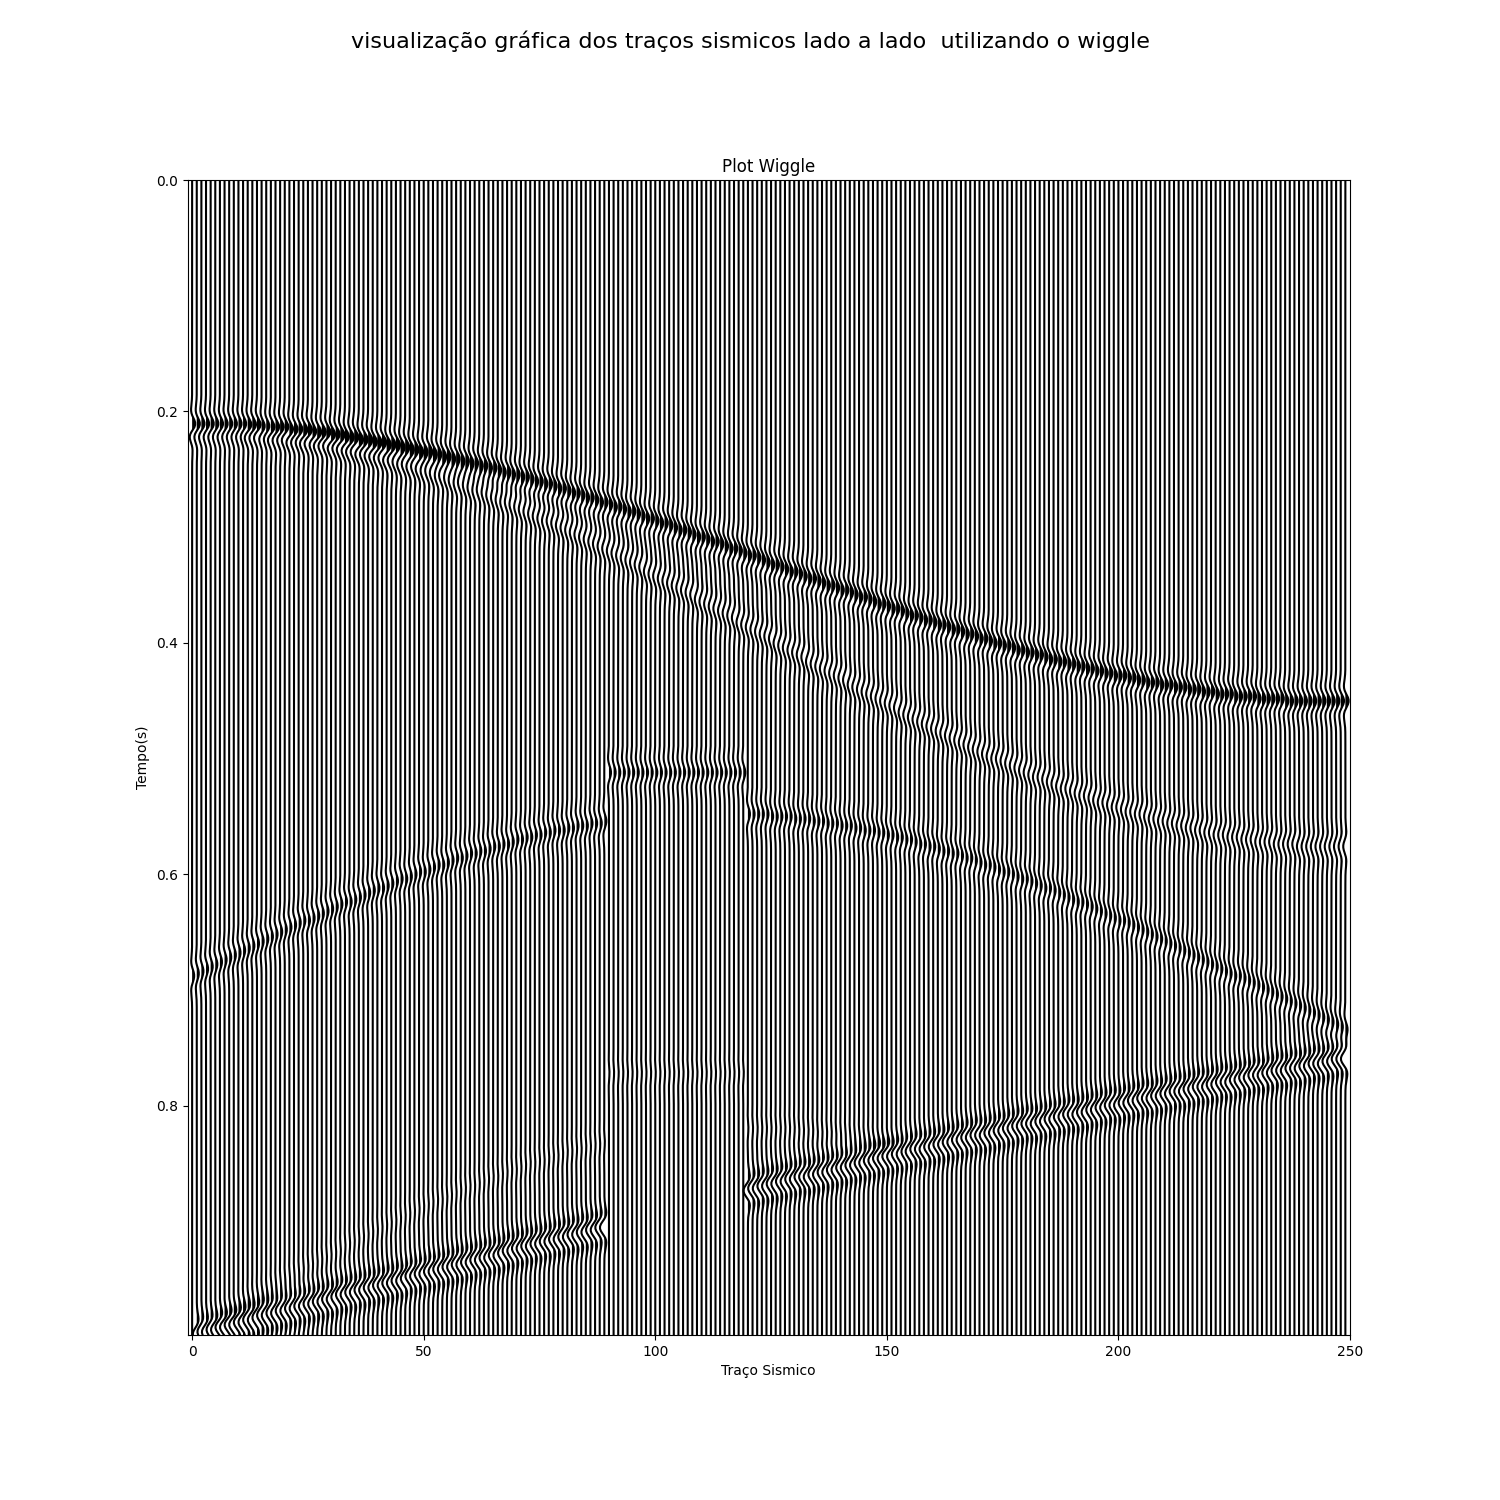 visualização gráfica dos traços sismicos lado a lado  utilizando o wiggle
Plot Wiggle
0.0
0.2
0.4
0.6
0.8
Tempo(s)
0 50 100 150 200 250
Traço Sismico